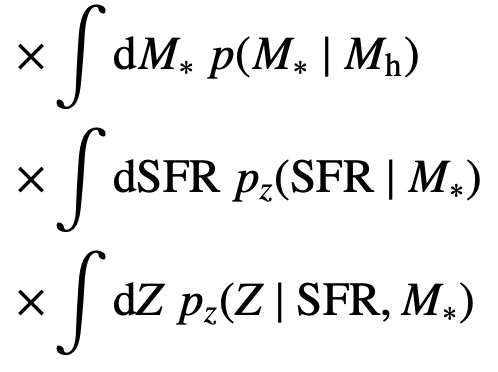 × ∫ dM∗ p(M∗ | Mh)
× ∫ dSFR pz(SFR | M∗)
× ∫ dZ pz(Z | SFR, M∗)